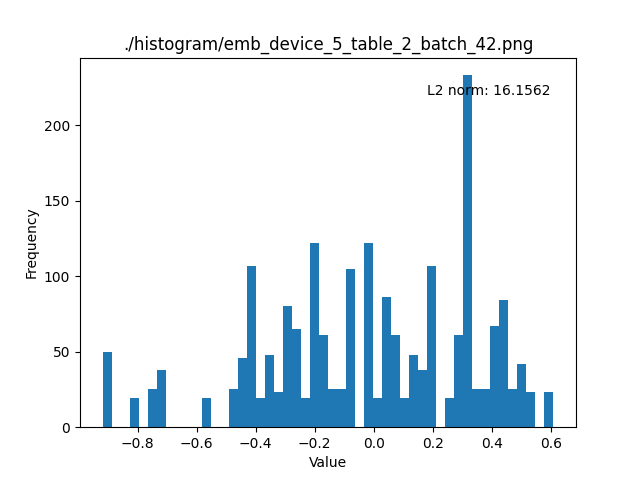 ./histogram/emb_device_5_table_2_batch_42.png
L2 norm: 16.1562
Frequency
200
150
100
50
0
−0.8 −0.6 −0.4 −0.2 0.0 0.2 0.4 0.6
Value